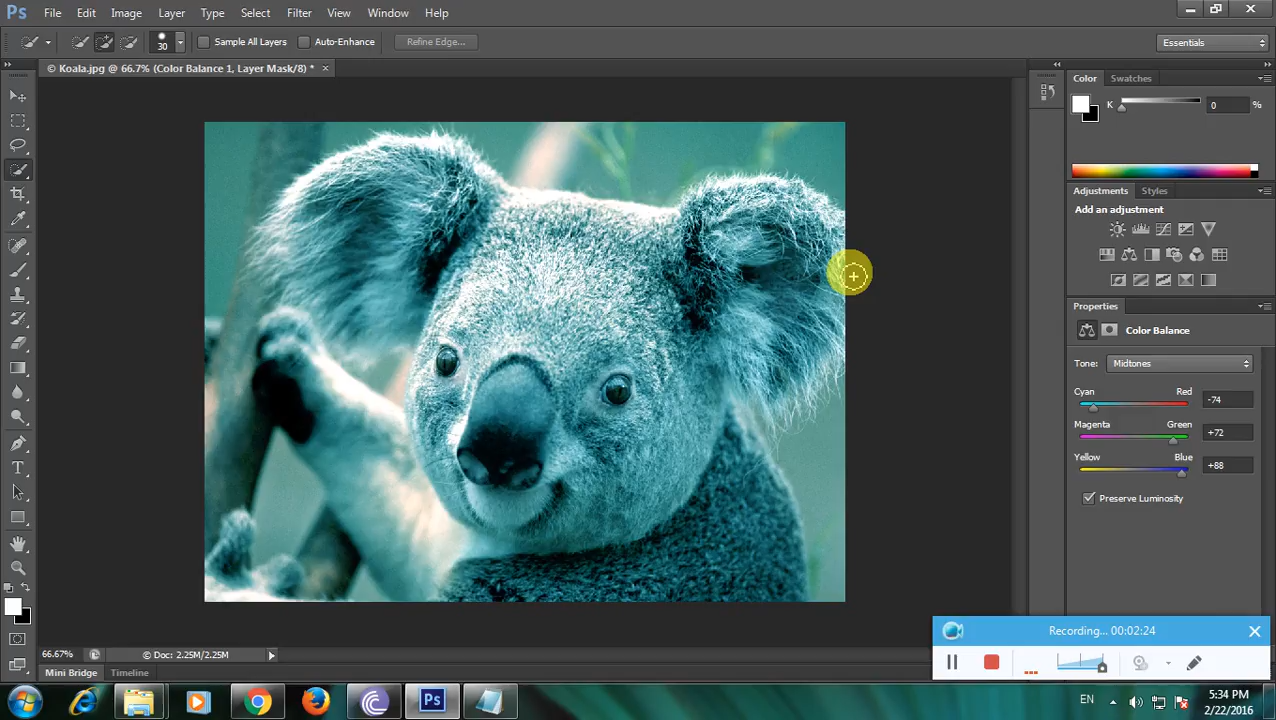 Ps File Edit Image Layer Type Select Filter View Window Help
30 Sample All Layers Auto-Enhance Refine Edge... Essentials
© Koala.jpg @ 66.7% (Color Balance 1, Layer Mask/8) * ×
Color Swatches
K 0 %
Adjustments Styles
Add an adjustment
Properties
Color Balance
Tone: Midtones
Cyan Red -74
Magenta Green +72
Yellow Blue +88
Preserve Luminosity
Recording... 00:02:24
66.67% © Doc: 2.25M/2.25M
Mini Bridge Timeline
Ps EN 5:34 PM
2/22/2016